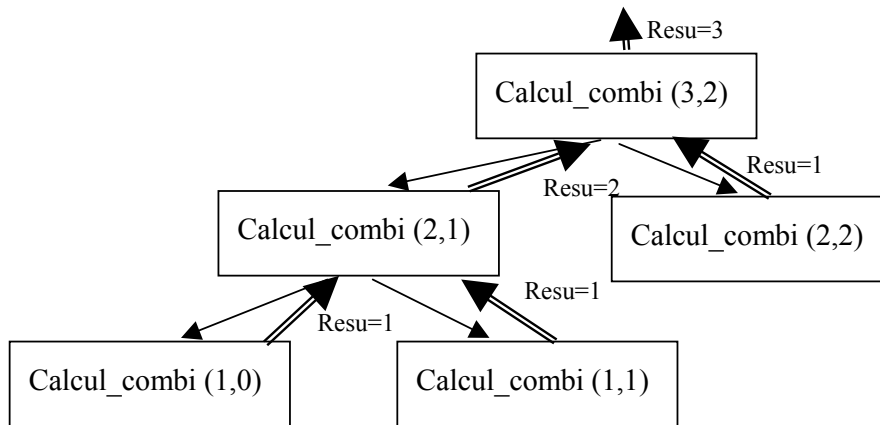 Resu=3
Calcul_combi (3,2)
Resu=1
Resu=2
Calcul_combi (2,1)
Calcul_combi (2,2)
Resu=1
Resu=1
Calcul_combi (1,0)
Calcul_combi (1,1)